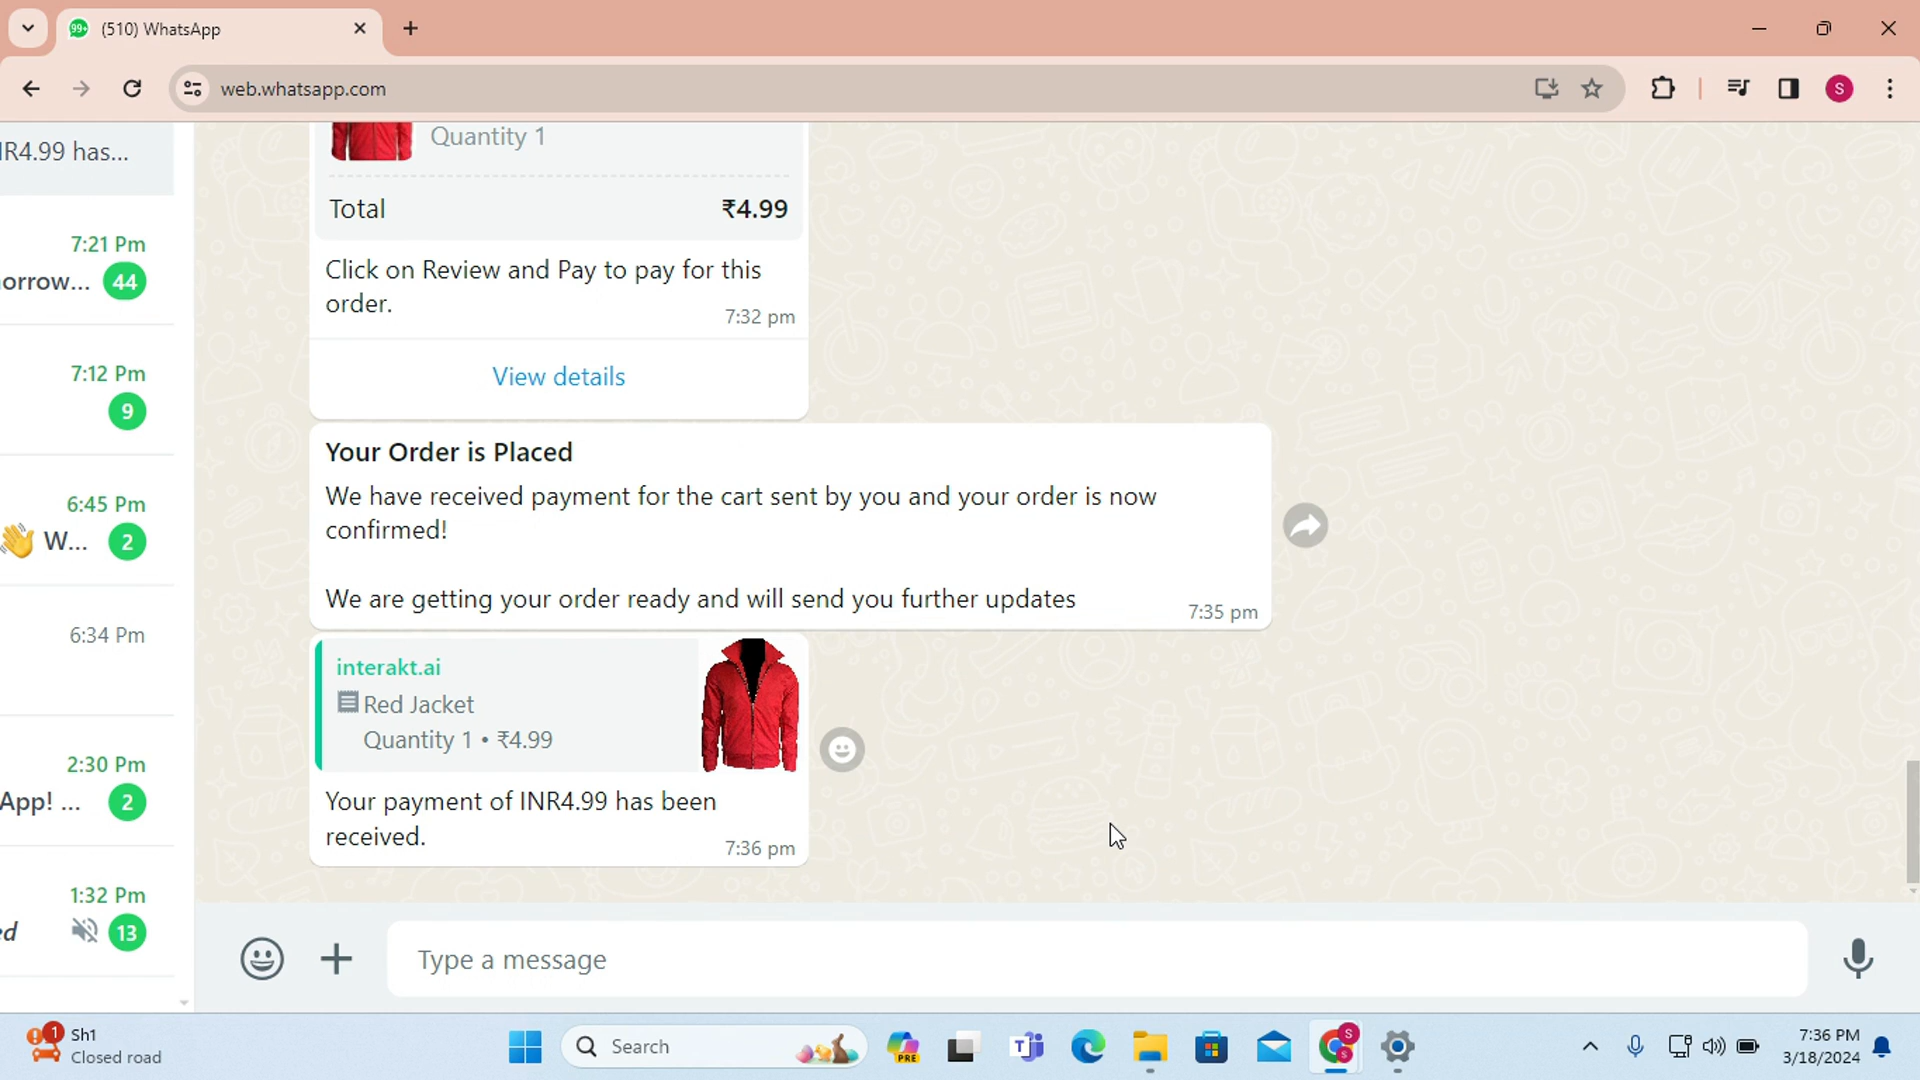 99+ (510) WhatsApp
web.whatsapp.com
S
IR4.99 has...
7:21 Pm
orrow... 44
7:12 Pm
9
6:45 Pm
W... 2
6:34 Pm
2:30 Pm
App! ... 2
1:32 Pm
ed 13
Quantity 1
Total ₹4.99
Click on Review and Pay to pay for this
order.
7:32 pm
View details
Your Order is Placed
We have received payment for the cart sent by you and your order is now
confirmed!
We are getting your order ready and will send you further updates
7:35 pm
interakt.ai
Red Jacket
Quantity 1 • ₹4.99
Your payment of INR4.99 has been
received.
7:36 pm
Type a message
1 Sh1
Closed road
Search
PRE
T
S
S
7:36 PM
3/18/2024